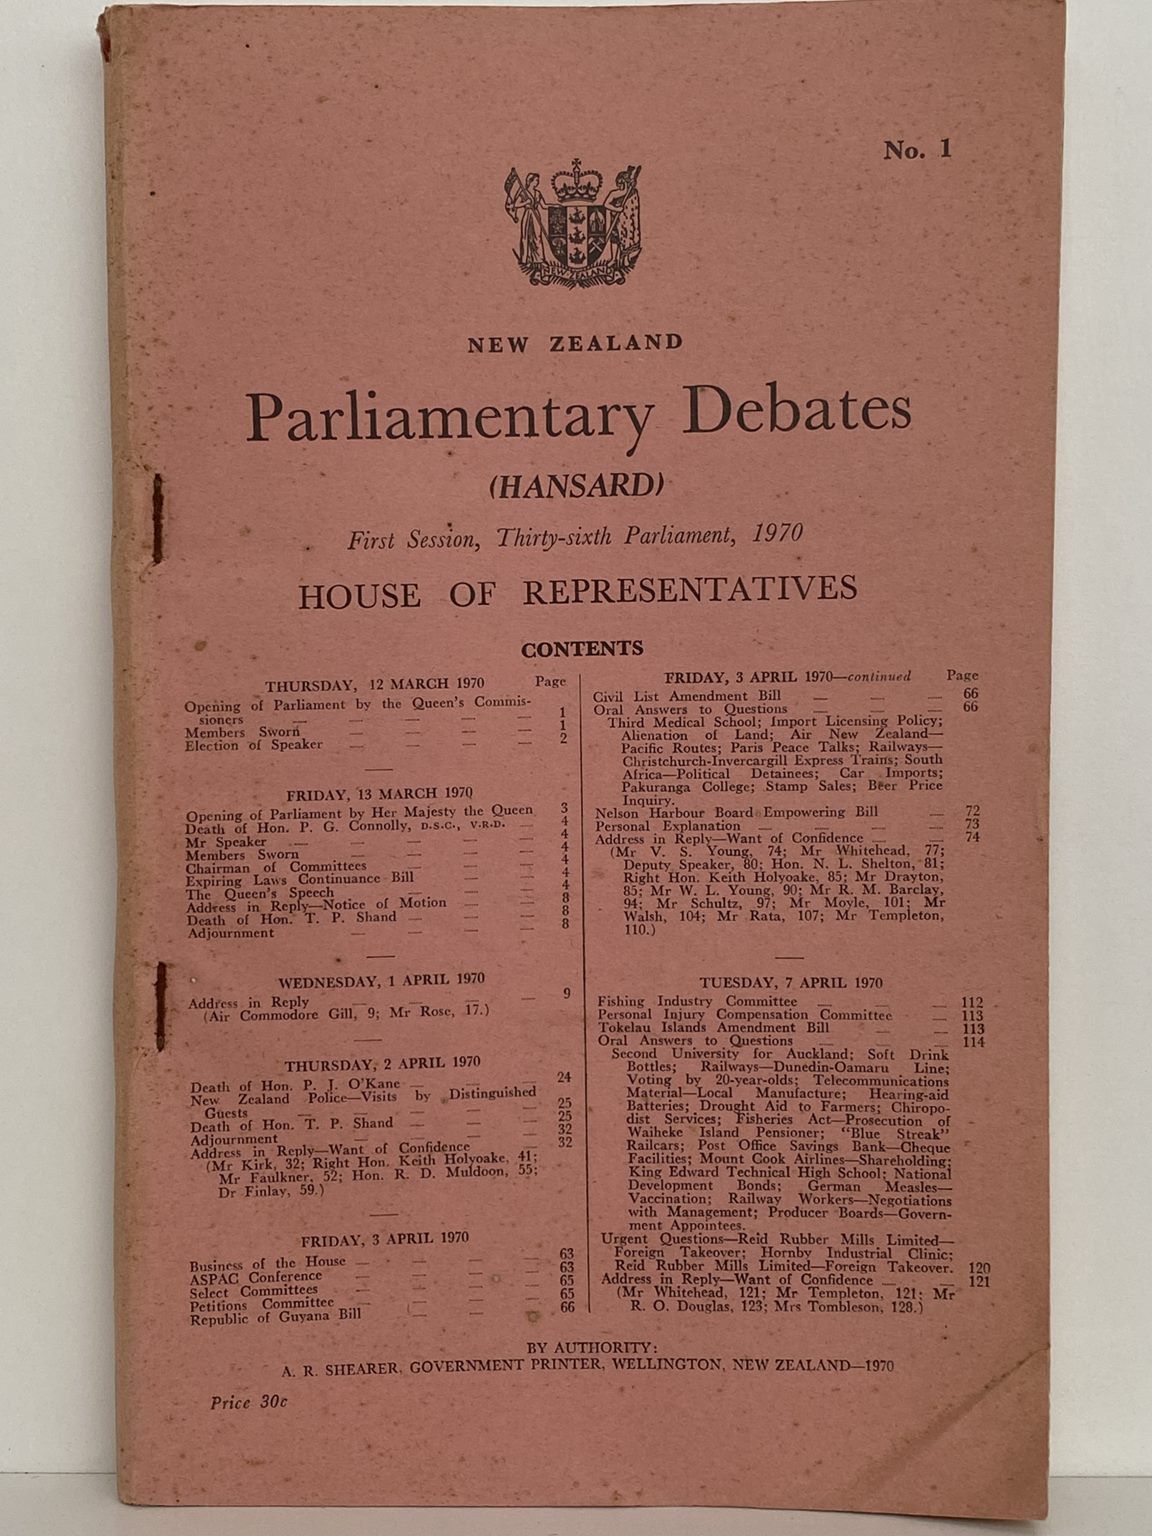 No. 1
NEW ZEALAND
NEW ZEALAND
Parliamentary Debates
(HANSARD)
First Session, Thirty-sixth Parliament, 1970
HOUSE OF REPRESENTATIVES
CONTENTS
THURSDAY, 12 MARCH 1970 Page
Opening of Parliament by the Queen's Commis-
sioners — — — — — 1
Members Sworn — — — — 1
Election of Speaker — — — — 2
FRIDAY, 13 MARCH 1970
Opening of Parliament by Her Majesty the Queen 3
Death of Hon. P. G. Connolly, D.S.C., V.R.D. — 4
Mr Speaker — — — — 4
Members Sworn — — — — 4
Chairman of Committees — — — 4
Expiring Laws Continuance Bill — — 4
The Queen's Speech — — — 4
Address in Reply—Notice of Motion — — 8
Death of Hon. T. P. Shand — — — 8
Adjournment — — — — 8
WEDNESDAY, 1 APRIL 1970
Address in Reply — — — — 9
(Air Commodore Gill, 9; Mr Rose, 17.)
THURSDAY, 2 APRIL 1970
Death of Hon. P. J. O'Kane — — — 24
New Zealand Police—Visits by Distinguished
Guests — — — — — 25
Death of Hon. T. P. Shand — — — 25
Adjournment — — — — 32
Address in Reply—Want of Confidence — — 32
(Mr Kirk, 32; Right Hon. Keith Holyoake, 41;
Mr Faulkner, 52; Hon. R. D. Muldoon, 55;
Dr Finlay, 59.)
FRIDAY, 3 APRIL 1970
Business of the House — — — — 63
ASPAC Conference — — — — 63
Select Committees — — — — 65
Petitions Committee — — — — 65
Republic of Guyana Bill — — — 66
FRIDAY, 3 APRIL 1970—continued Page
Civil List Amendment Bill — — — 66
Oral Answers to Questions — — — 66
Third Medical School; Import Licensing Policy;
Alienation of Land; Air New Zealand—
Pacific Routes; Paris Peace Talks; Railways—
Christchurch-Invercargill Express Trains; South
Africa—Political Detainees; Car Imports;
Pakuranga College; Stamp Sales; Beer Price
Inquiry.
Nelson Harbour Board Empowering Bill — 72
Personal Explanation — — — — 73
Address in Reply—Want of Confidence — — 74
(Mr V. S. Young, 74; Mr Whitehead, 77;
Deputy Speaker, 80; Hon. N. L. Shelton, 81;
Right Hon. Keith Holyoake, 85; Mr Drayton,
85; Mr W. L. Young, 90; Mr R. M. Barclay,
94; Mr Schultz, 97; Mr Moyle, 101; Mr
Walsh, 104; Mr Rata, 107; Mr Templeton,
110.)
TUESDAY, 7 APRIL 1970
Fishing Industry Committee — — — 112
Personal Injury Compensation Committee — 113
Tokelau Islands Amendment Bill — — 113
Oral Answers to Questions — — — 114
Second University for Auckland; Soft Drink
Bottles; Railways—Dunedin-Oamaru Line;
Voting by 20-year-olds; Telecommunications
Material—Local Manufacture; Hearing-aid
Batteries; Drought Aid to Farmers; Chiropo-
dist Services; Fisheries Act—Prosecution of
Waiheke Island Pensioner; "Blue Streak"
Railcars; Post Office Savings Bank—Cheque
Facilities; Mount Cook Airlines—Shareholding;
King Edward Technical High School; National
Development Bonds; German Measles—
Vaccination; Railway Workers—Negotiations
with Management; Producer Boards—Govern-
ment Appointees.
Urgent Questions—Reid Rubber Mills Limited—
Foreign Takeover; Hornby Industrial Clinic;
Reid Rubber Mills Limited—Foreign Takeover. 120
Address in Reply—Want of Confidence — — 121
(Mr Whitehead, 121; Mr Templeton, 121; Mr
R. O. Douglas, 123; Mrs Tombleson, 128.)
BY AUTHORITY:
A. R. SHEARER, GOVERNMENT PRINTER, WELLINGTON, NEW ZEALAND—1970
Price 30c